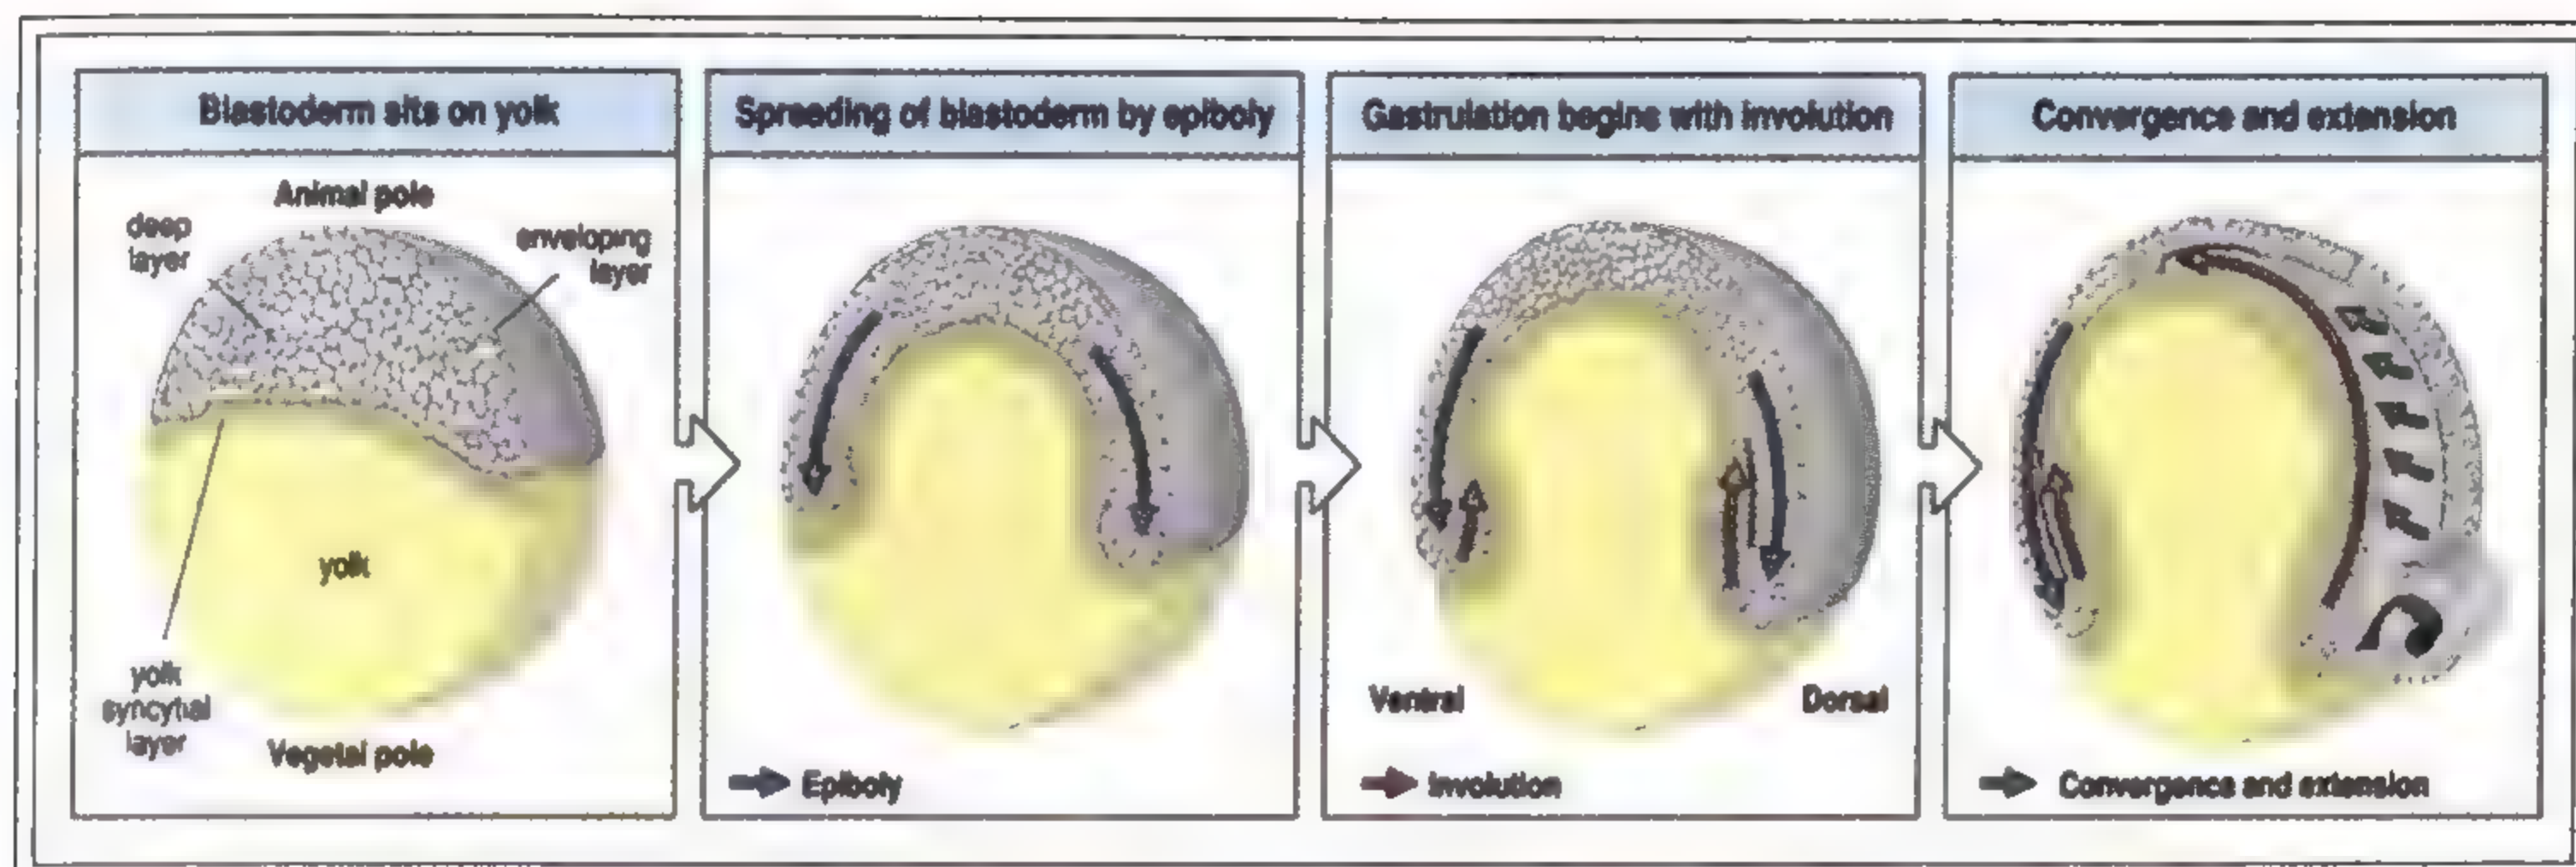 Blastoderm sits on yolk
Animal pole
deep
layer
enveloping
layer
yolk
yolk
syncytial
layer
Vegetal pole
Spreading of blastoderm by epiboly
Epiboly
Gastrulation begins with involution
Ventral
Dorsal
Involution
Convergence and extension
Convergence and extension